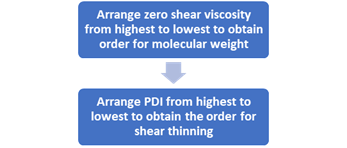 Arrange zero shear viscosity
from highest to lowest to obtain
order for molecular weight
Arrange PDI from highest to
lowest to obtain the order for
shear thinning